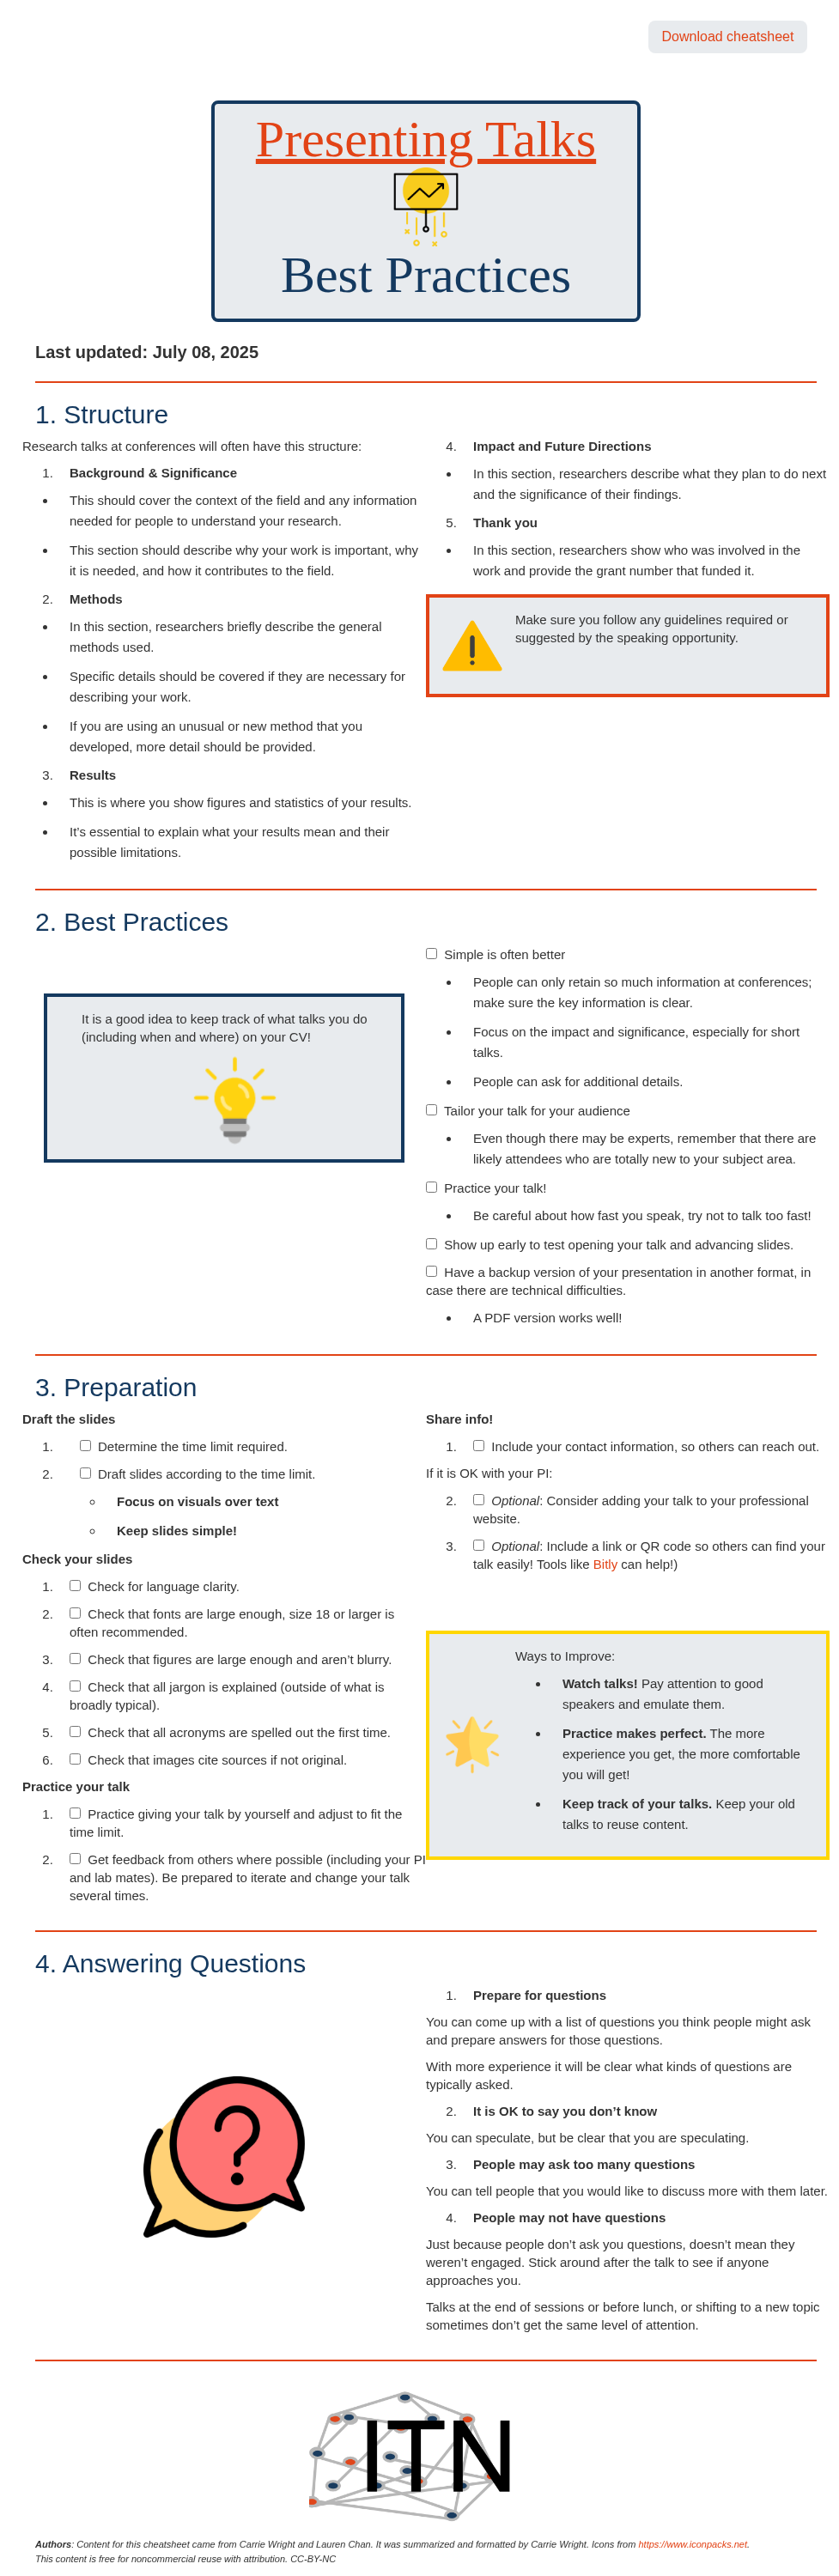 Download cheatsheet
Presenting Talks
Best Practices
Last updated: July 08, 2025
1. Structure
Research talks at conferences will often have this structure:
1. Background & Significance
• This should cover the context of the field and any information
needed for people to understand your research.
• This section should describe why your work is important, why
it is needed, and how it contributes to the field.
2. Methods
• In this section, researchers briefly describe the general
methods used.
• Specific details should be covered if they are necessary for
describing your work.
• If you are using an unusual or new method that you
developed, more detail should be provided.
3. Results
• This is where you show figures and statistics of your results.
• It’s essential to explain what your results mean and their
possible limitations.
4. Impact and Future Directions
• In this section, researchers describe what they plan to do next
and the significance of their findings.
5. Thank you
• In this section, researchers show who was involved in the
work and provide the grant number that funded it.
Make sure you follow any guidelines required or
suggested by the speaking opportunity.
2. Best Practices
It is a good idea to keep track of what talks you do
(including when and where) on your CV!
Simple is often better
• People can only retain so much information at conferences;
make sure the key information is clear.
• Focus on the impact and significance, especially for short
talks.
• People can ask for additional details.
Tailor your talk for your audience
• Even though there may be experts, remember that there are
likely attendees who are totally new to your subject area.
Practice your talk!
• Be careful about how fast you speak, try not to talk too fast!
Show up early to test opening your talk and advancing slides.
Have a backup version of your presentation in another format, in
case there are technical difficulties.
• A PDF version works well!
3. Preparation
Draft the slides
1. Determine the time limit required.
2. Draft slides according to the time limit.
○ Focus on visuals over text
○ Keep slides simple!
Check your slides
1. Check for language clarity.
2. Check that fonts are large enough, size 18 or larger is
often recommended.
3. Check that figures are large enough and aren’t blurry.
4. Check that all jargon is explained (outside of what is
broadly typical).
5. Check that all acronyms are spelled out the first time.
6. Check that images cite sources if not original.
Practice your talk
1. Practice giving your talk by yourself and adjust to fit the
time limit.
2. Get feedback from others where possible (including your PI
and lab mates). Be prepared to iterate and change your talk
several times.
Share info!
1. Include your contact information, so others can reach out.
If it is OK with your PI:
2. Optional: Consider adding your talk to your professional
website.
3. Optional: Include a link or QR code so others can find your
talk easily! Tools like Bitly can help!)
Ways to Improve:
• Watch talks! Pay attention to good
speakers and emulate them.
• Practice makes perfect. The more
experience you get, the more comfortable
you will get!
• Keep track of your talks. Keep your old
talks to reuse content.
4. Answering Questions
1. Prepare for questions
You can come up with a list of questions you think people might ask
and prepare answers for those questions.
With more experience it will be clear what kinds of questions are
typically asked.
2. It is OK to say you don’t know
You can speculate, but be clear that you are speculating.
3. People may ask too many questions
You can tell people that you would like to discuss more with them later.
4. People may not have questions
Just because people don’t ask you questions, doesn’t mean they
weren’t engaged. Stick around after the talk to see if anyone
approaches you.
Talks at the end of sessions or before lunch, or shifting to a new topic
sometimes don’t get the same level of attention.
ITN
Authors: Content for this cheatsheet came from Carrie Wright and Lauren Chan. It was summarized and formatted by Carrie Wright. Icons from https://www.iconpacks.net.
This content is free for noncommercial reuse with attribution. CC-BY-NC